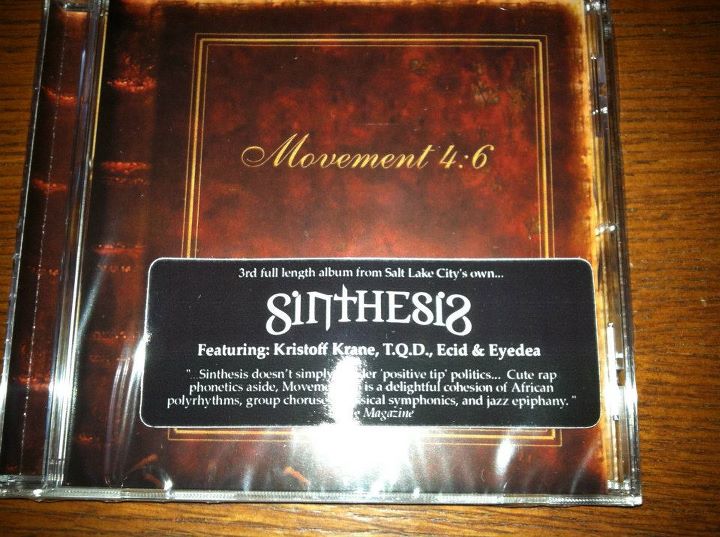 Movement 4:6
3rd full length album from Salt Lake City's own...
SINTHESIS
Featuring: Kristoff Krane, T.Q.D., Ecid & Eyedea
".. Sinthesis doesn't simply 'positive tip' politics... Cute rap
phonetics aside, is a delightful cohesion of African
polyrhythms, group symphonics, and jazz epiphany. "
Magazine